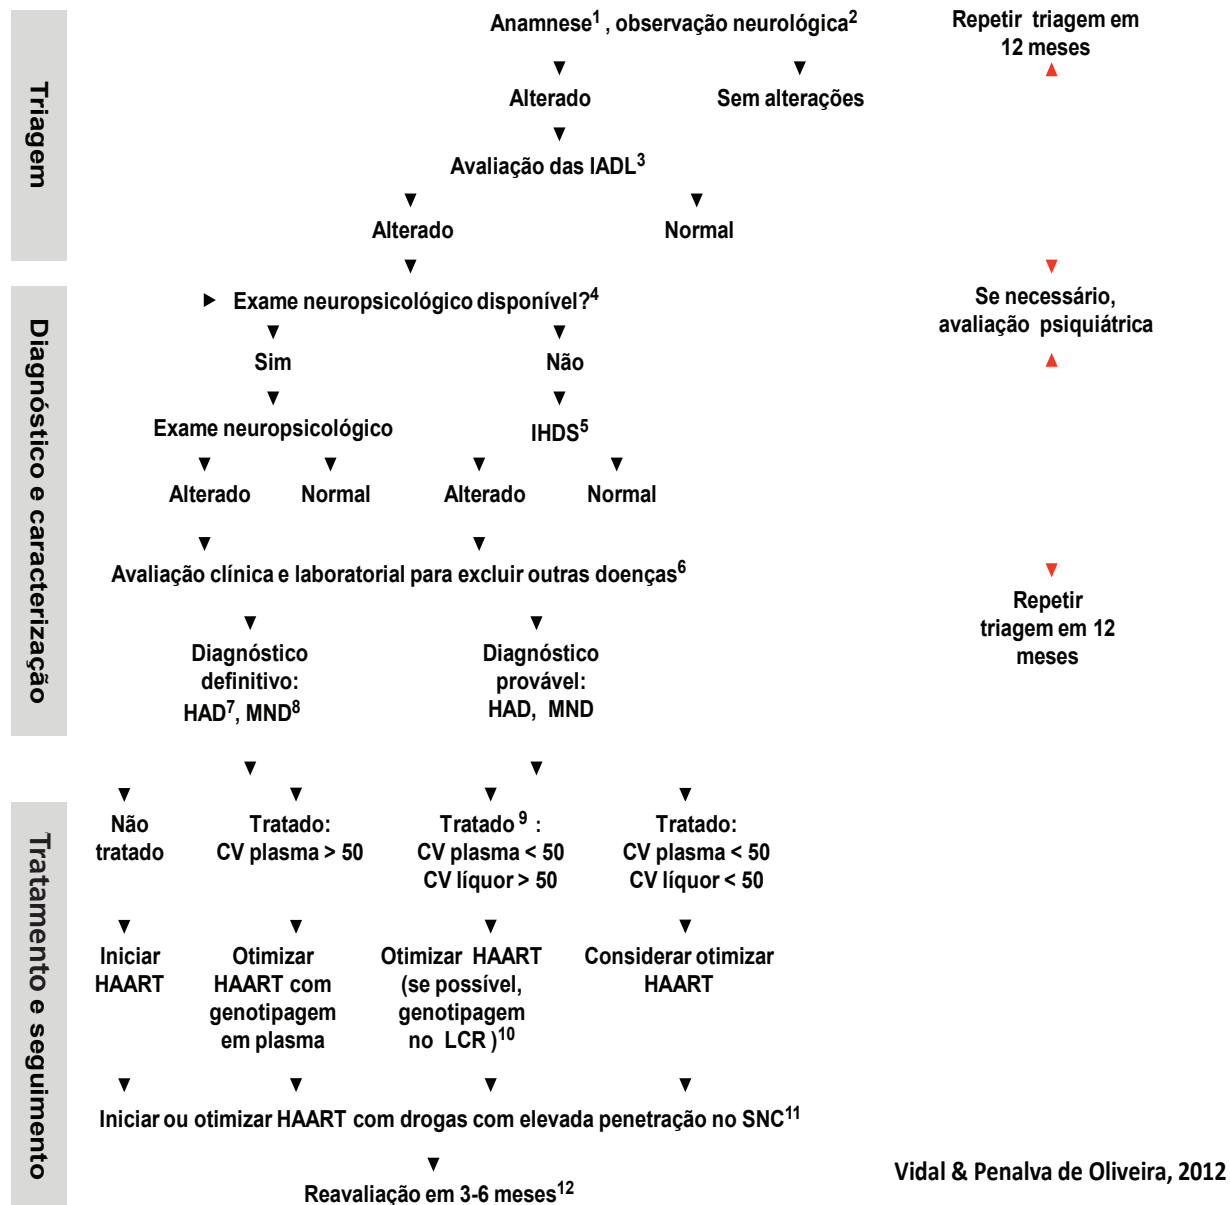 Triagem
Anamnese1 , observação neurológica2
Repetir triagem em
12 meses
Alterado
Sem alterações
Avaliação das IADL3
Alterado
Normal
Diagnóstico e caracterização
Exame neuropsicológico disponível?4
Se necessário,
avaliação psiquiátrica
Sim
Não
Exame neuropsicológico
IHDS5
Alterado
Normal
Alterado
Normal
Avaliação clínica e laboratorial para excluir outras doenças6
Repetir
triagem em 12
meses
Diagnóstico
definitivo:
HAD7, MND8
Diagnóstico
provável:
HAD, MND
Tratamento e seguimento
Não
tratado
Tratado:
CV plasma > 50
Tratado 9 :
CV plasma < 50
CV líquor > 50
Tratado:
CV plasma < 50
CV líquor < 50
Iniciar
HAART
Otimizar
HAART com
genotipagem
em plasma
Otimizar HAART
(se possível,
genotipagem
no LCR )10
Considerar otimizar
HAART
Iniciar ou otimizar HAART com drogas com elevada penetração no SNC11
Reavaliação em 3-6 meses12
Vidal & Penalva de Oliveira, 2012